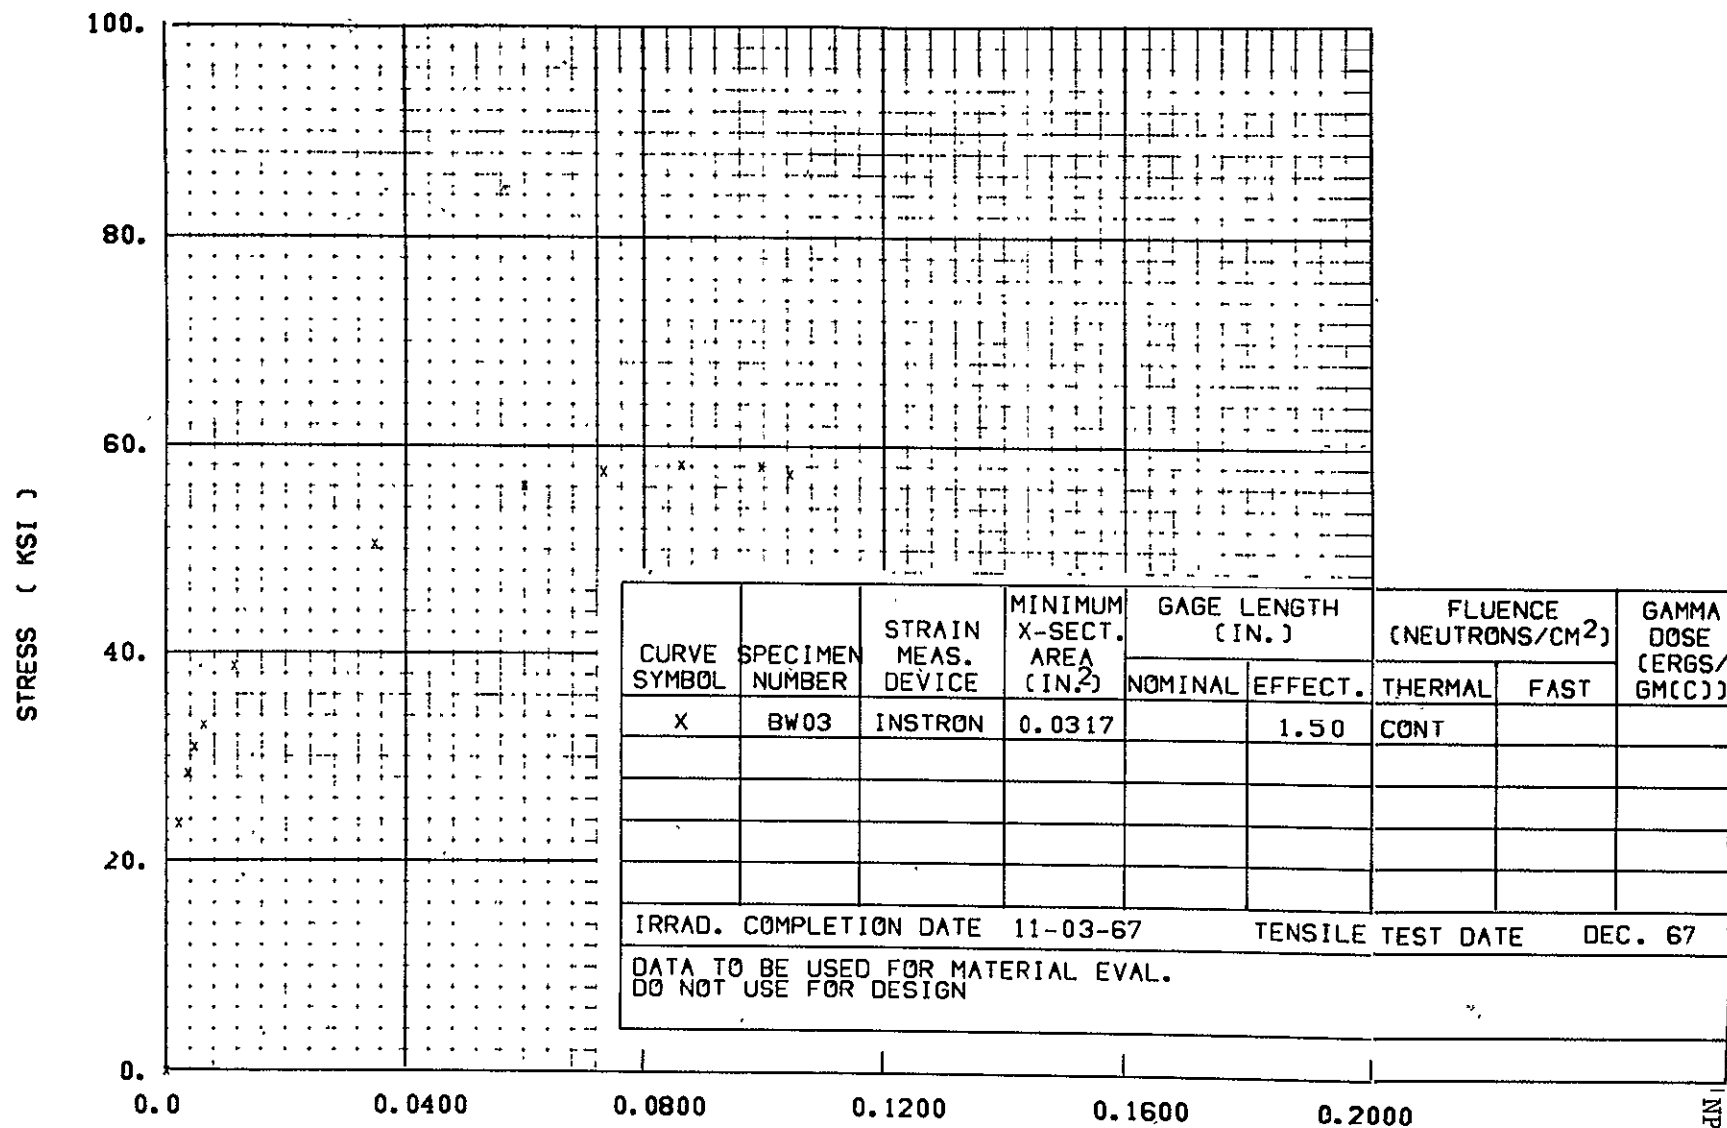 100.
80.
60.
40.
20.
0.
STRESS ( KSI )
0.0 0.0400 0.0800 0.1200 0.1600 0.2000
CURVE SYMBOL SPECIMEN NUMBER STRAIN MEAS. DEVICE MINIMUM X-SECT. AREA (IN.2) GAGE LENGTH (IN.) NOMINAL EFFECT. FLUENCE (NEUTRONS/CM2) THERMAL FAST GAMMA DOSE (ERGS/GM(C))
X BW03 INSTRON 0.0317 1.50 CONT
IRRAD. COMPLETION DATE 11-03-67 TENSILE TEST DATE DEC. 67
DATA TO BE USED FOR MATERIAL EVAL.
DO NOT USE FOR DESIGN
NP